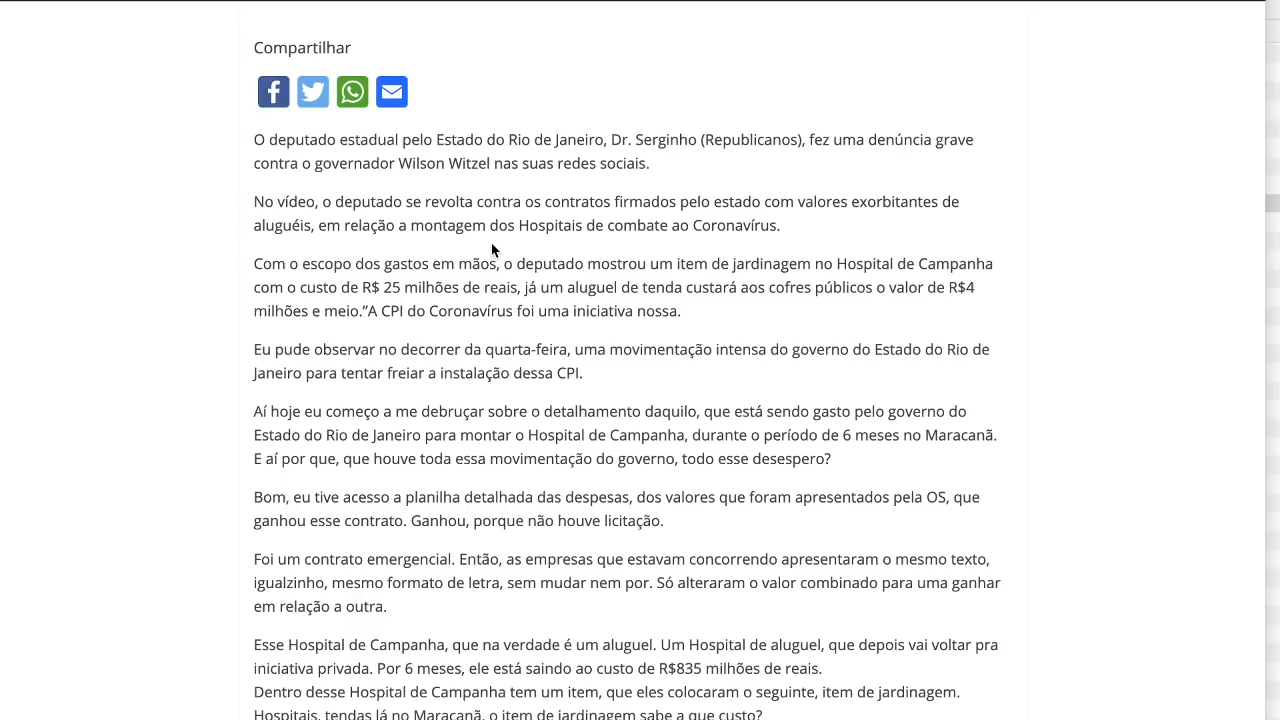 Compartilhar
O deputado estadual pelo Estado do Rio de Janeiro, Dr. Serginho (Republicanos), fez uma denúncia grave
contra o governador Wilson Witzel nas suas redes sociais.
No vídeo, o deputado se revolta contra os contratos firmados pelo estado com valores exorbitantes de
aluguéis, em relação a montagem dos Hospitais de combate ao Coronavírus.
Com o escopo dos gastos em mãos, o deputado mostrou um item de jardinagem no Hospital de Campanha
com o custo de R$ 25 milhões de reais, já um aluguel de tenda custará aos cofres públicos o valor de R$4
milhões e meio.”A CPI do Coronavírus foi uma iniciativa nossa.
Eu pude observar no decorrer da quarta-feira, uma movimentação intensa do governo do Estado do Rio de
Janeiro para tentar freiar a instalação dessa CPI.
Aí hoje eu começo a me debruçar sobre o detalhamento daquilo, que está sendo gasto pelo governo do
Estado do Rio de Janeiro para montar o Hospital de Campanha, durante o período de 6 meses no Maracanã.
E aí por que, que houve toda essa movimentação do governo, todo esse desespero?
Bom, eu tive acesso a planilha detalhada das despesas, dos valores que foram apresentados pela OS, que
ganhou esse contrato. Ganhou, porque não houve licitação.
Foi um contrato emergencial. Então, as empresas que estavam concorrendo apresentaram o mesmo texto,
igualzinho, mesmo formato de letra, sem mudar nem por. Só alteraram o valor combinado para uma ganhar
em relação a outra.
Esse Hospital de Campanha, que na verdade é um aluguel. Um Hospital de aluguel, que depois vai voltar pra
iniciativa privada. Por 6 meses, ele está saindo ao custo de R$835 milhões de reais.
Dentro desse Hospital de Campanha tem um item, que eles colocaram o seguinte, item de jardinagem.
Hospitais, tendas lá no Maracanã, o item de jardinagem sabe a que custo?